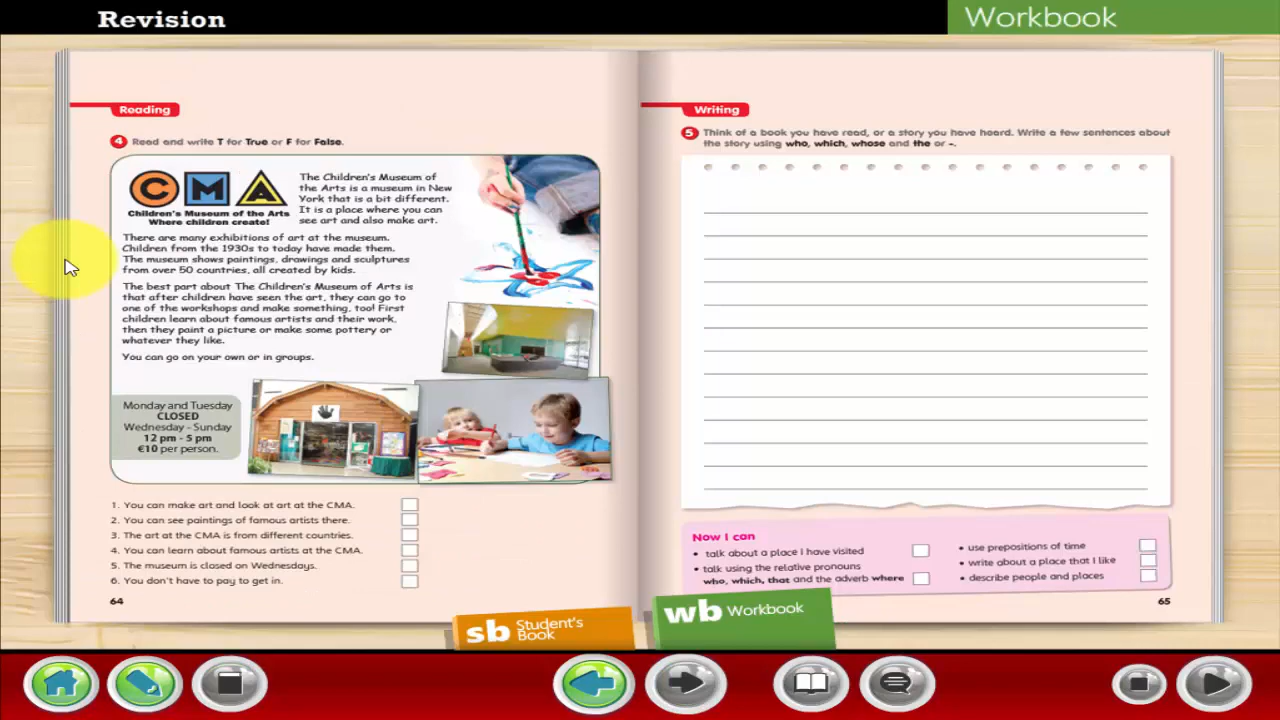 Revision
Workbook
Reading
4 Read and write T for True or F for False.
C M A
Children's Museum of the Arts
Where children create!
The Children's Museum of
the Arts is a museum in New
York that is a bit different.
It is a place where you can
see art and also make art.
There are many exhibitions of art at the museum.
Children from the 1930s to today have made them.
The museum shows paintings, drawings and sculptures
from over 50 countries, all created by kids.
The best part about The Children's Museum of Arts is
that after children have seen the art, they can go to
one of the workshops and make something, too! First
children learn about famous artists and their work,
then they paint a picture or make some pottery or
whatever they like.
You can go on your own or in groups.
Monday and Tuesday
CLOSED
Wednesday - Sunday
12 pm - 5 pm
€10 per person.
1. You can make art and look at art at the CMA.
2. You can see paintings of famous artists there.
3. The art at the CMA is from different countries.
4. You can learn about famous artists at the CMA.
5. The museum is closed on Wednesdays.
6. You don't have to pay to get in.
64
Writing
5 Think of a book you have read, or a story you have heard. Write a few sentences about
the story using who, which, whose and the or -.
Now I can
• talk about a place I have visited
• talk using the relative pronouns
who, which, that and the adverb where
• use prepositions of time
• write about a place that I like
• describe people and places
65
sb Student's
Book
wb Workbook